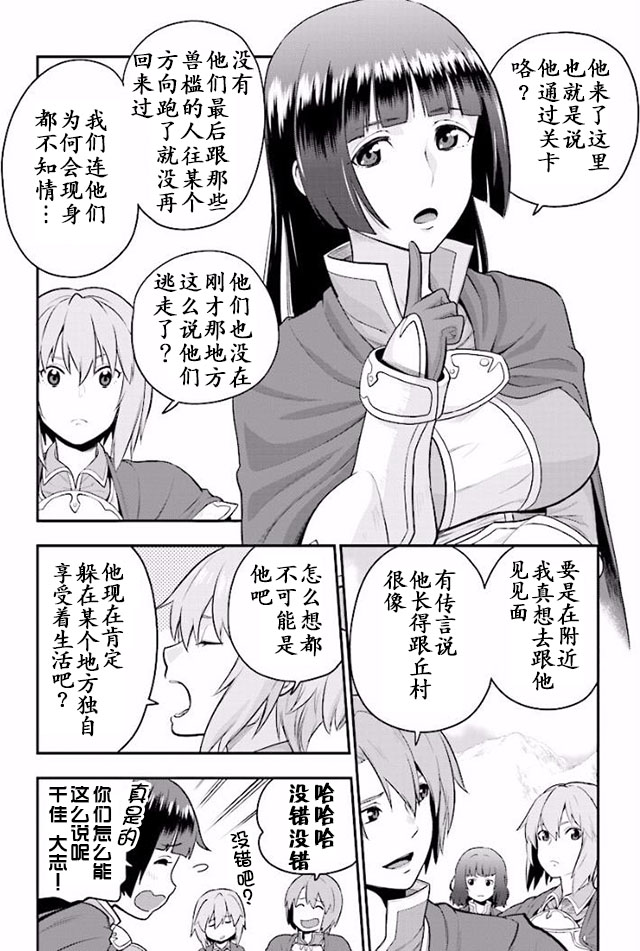 他来了这里
也就是说
他通过关卡
咯？
没有
他们最后跟那些
兽槛的人往某个
方向跑了就没再
回来过
我们连他们
为何会现身
都不知情…
他们也没在
刚才那地方
这么说他们
逃走了？
要是在附近
我真想去跟他
见见面
有传言说
他长得跟丘村
很像
怎么想都
不可能是
他吧
他现在肯定
躲在某个地方独自
享受着生活吧？
哈哈哈
没错没错
没错吧？
真是的
你们怎么能
这么说呢
千佳 大志！